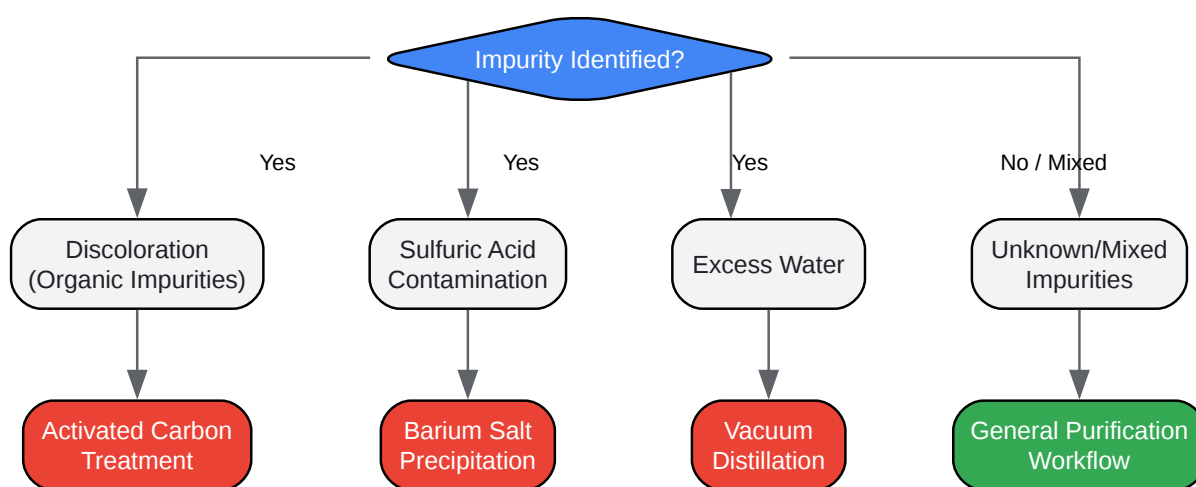 Impurity Identified?
Yes
Yes
Yes
No / Mixed
Discoloration
(Organic Impurities)
Sulfuric Acid
Contamination
Excess Water
Unknown/Mixed
Impurities
Activated Carbon
Treatment
Barium Salt
Precipitation
Vacuum
Distillation
General Purification
Workflow